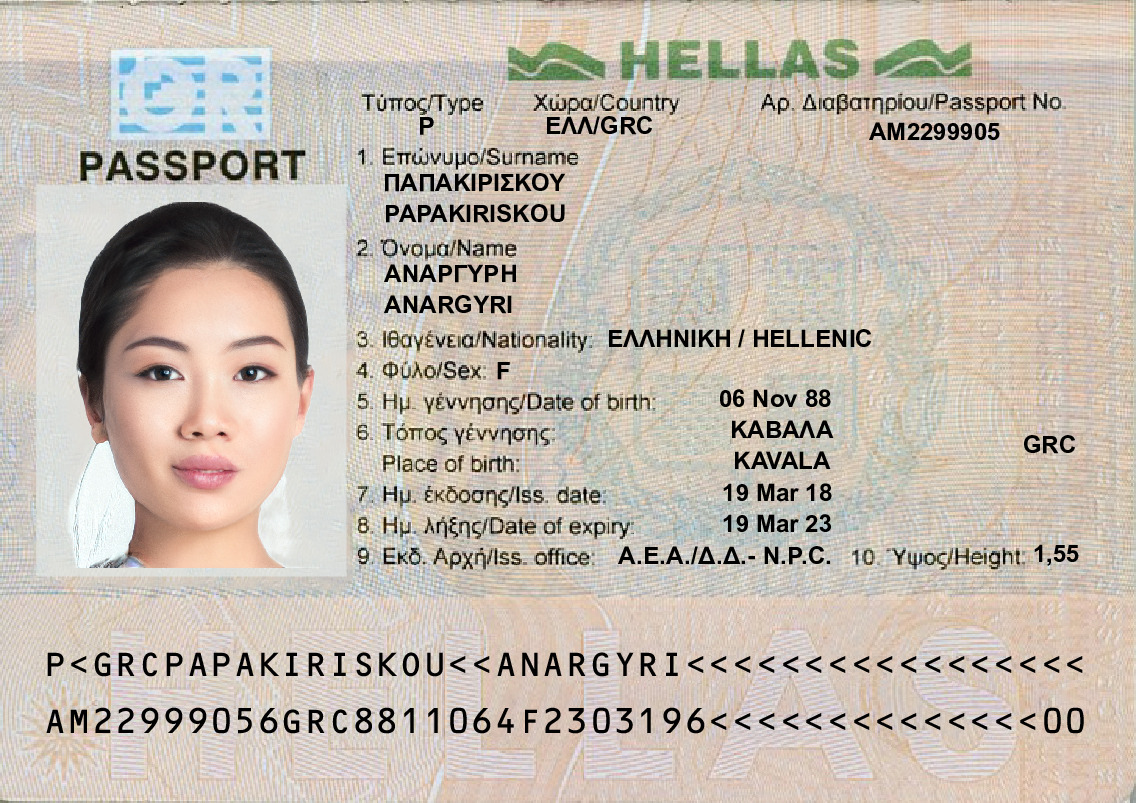 GR
PASSPORT
HELLAS
Τύπος/Type Χώρα/Country Αρ. Διαβατηρίου/Passport No.
P ΕΛΛ/GRC AM2299905
1. Επώνυμο/Surname
ΠΑΠΑΚΙΡΙΣΚΟΥ
PAPAKIRISKOU
2. Όνομα/Name
ΑΝΑΡΓΥΡΗ
ANARGYRI
3. Ιθαγένεια/Nationality: ΕΛΛΗΝΙΚΗ / HELLENIC
4. Φύλο/Sex: F
5. Ημ. γέννησης/Date of birth: 06 Nov 88
6. Τόπος γέννησης: ΚΑΒΑΛΑ
Place of birth: KAVALA GRC
7. Ημ. έκδοσης/Iss. date: 19 Mar 18
8. Ημ. λήξης/Date of expiry: 19 Mar 23
9 Εκδ. Αρχή/Iss. office: Α.Ε.Α./Δ.Δ.- N.P.C. 10. Ύψος/Height: 1,55
P<GRCPAPAKIRISKOU<<ANARGYRI<<<<<<<<<<<<<<<<<
AM22999056GRC8811064F2303196<<<<<<<<<<<<<<00
HELLAS